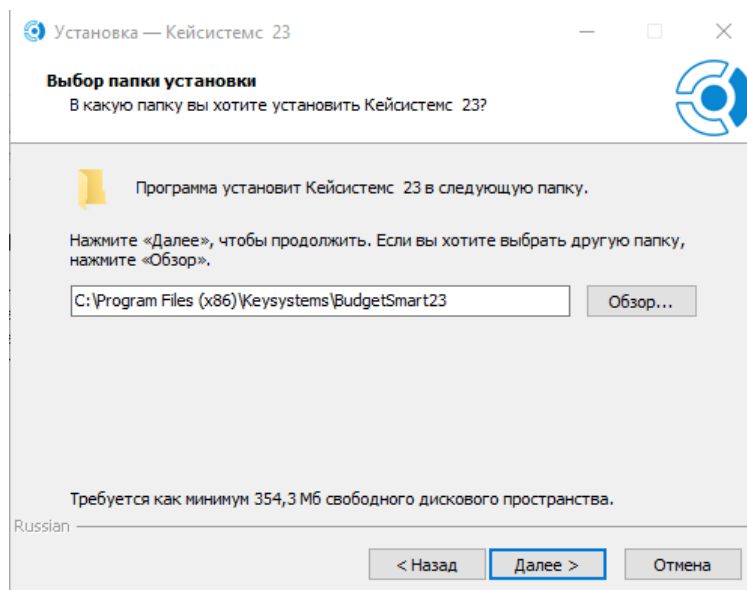 Установка — Кейсистемс 23
Выбор папки установки
В какую папку вы хотите установить Кейсистемс 23?
Программа установит Кейсистемс 23 в следующую папку.
Нажмите «Далее», чтобы продолжить. Если вы хотите выбрать другую папку,
нажмите «Обзор».
C:\Program Files (x86)\Keysystems\BudgetSmart23
Обзор...
Требуется как минимум 354,3 Мб свободного дискового пространства.
Russian
< Назад
Далее >
Отмена